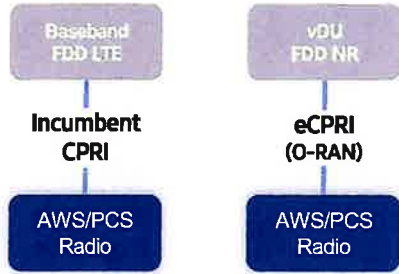 Baseband
FDD LTE
Incumbent
CPRI
AWS/PCS
Radio
vDU
FDD NR
eCPRI
(O-RAN)
AWS/PCS
Radio